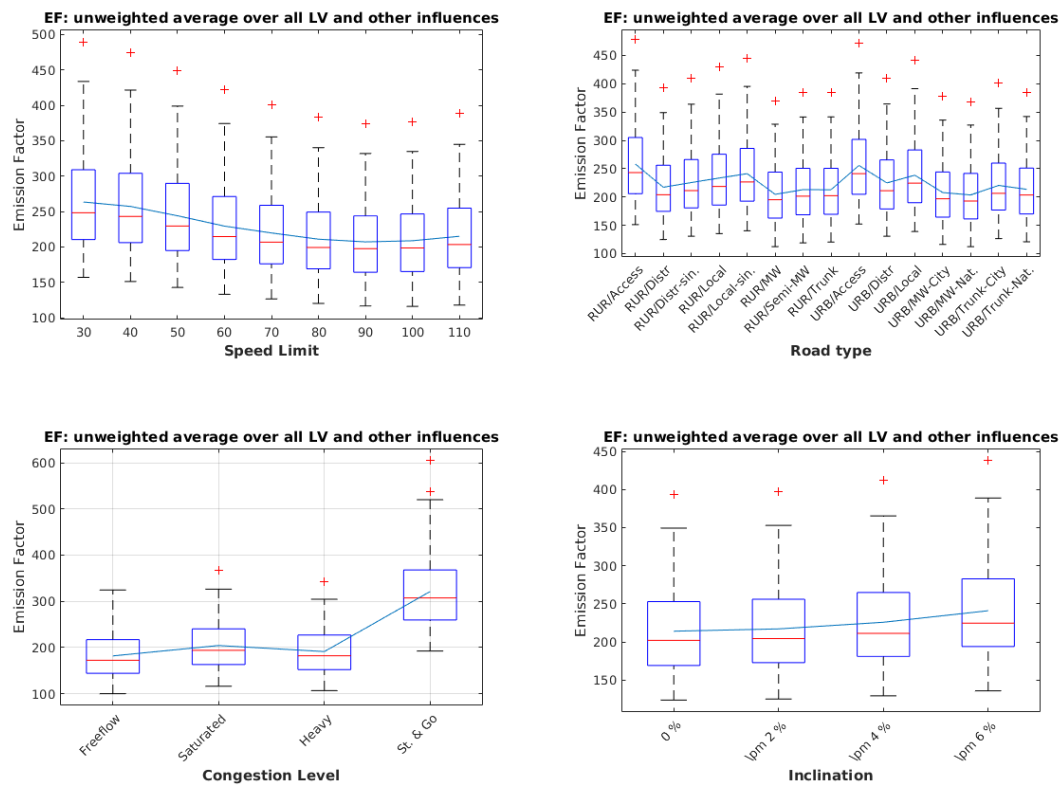 EF: unweighted average over all LV and other influences
500
450
400
350
300
250
200
150
100
Emission Factor
30 40 50 60 70 80 90 100 110
Speed Limit
EF: unweighted average over all LV and other influences
450
400
350
300
250
200
150
100
Emission Factor
RUR/Access
RUR/Distr
RUR/Distr-sin.
RUR/Local
RUR/Local-sin.
RUR/MW
RUR/Semi-MW
RUR/Trunk
URB/Access
URB/Distr
URB/Local
URB/MW-City
URB/MW-Nat.
URB/Trunk-City
URB/Trunk-Nat.
Road type
EF: unweighted average over all LV and other influences
600
500
400
300
200
100
Emission Factor
Freeflow
Saturated
Heavy
St. & Go
Congestion Level
EF: unweighted average over all LV and other influences
450
400
350
300
250
200
150
Emission Factor
0 %
\pm 2 %
\pm 4 %
\pm 6 %
Inclination